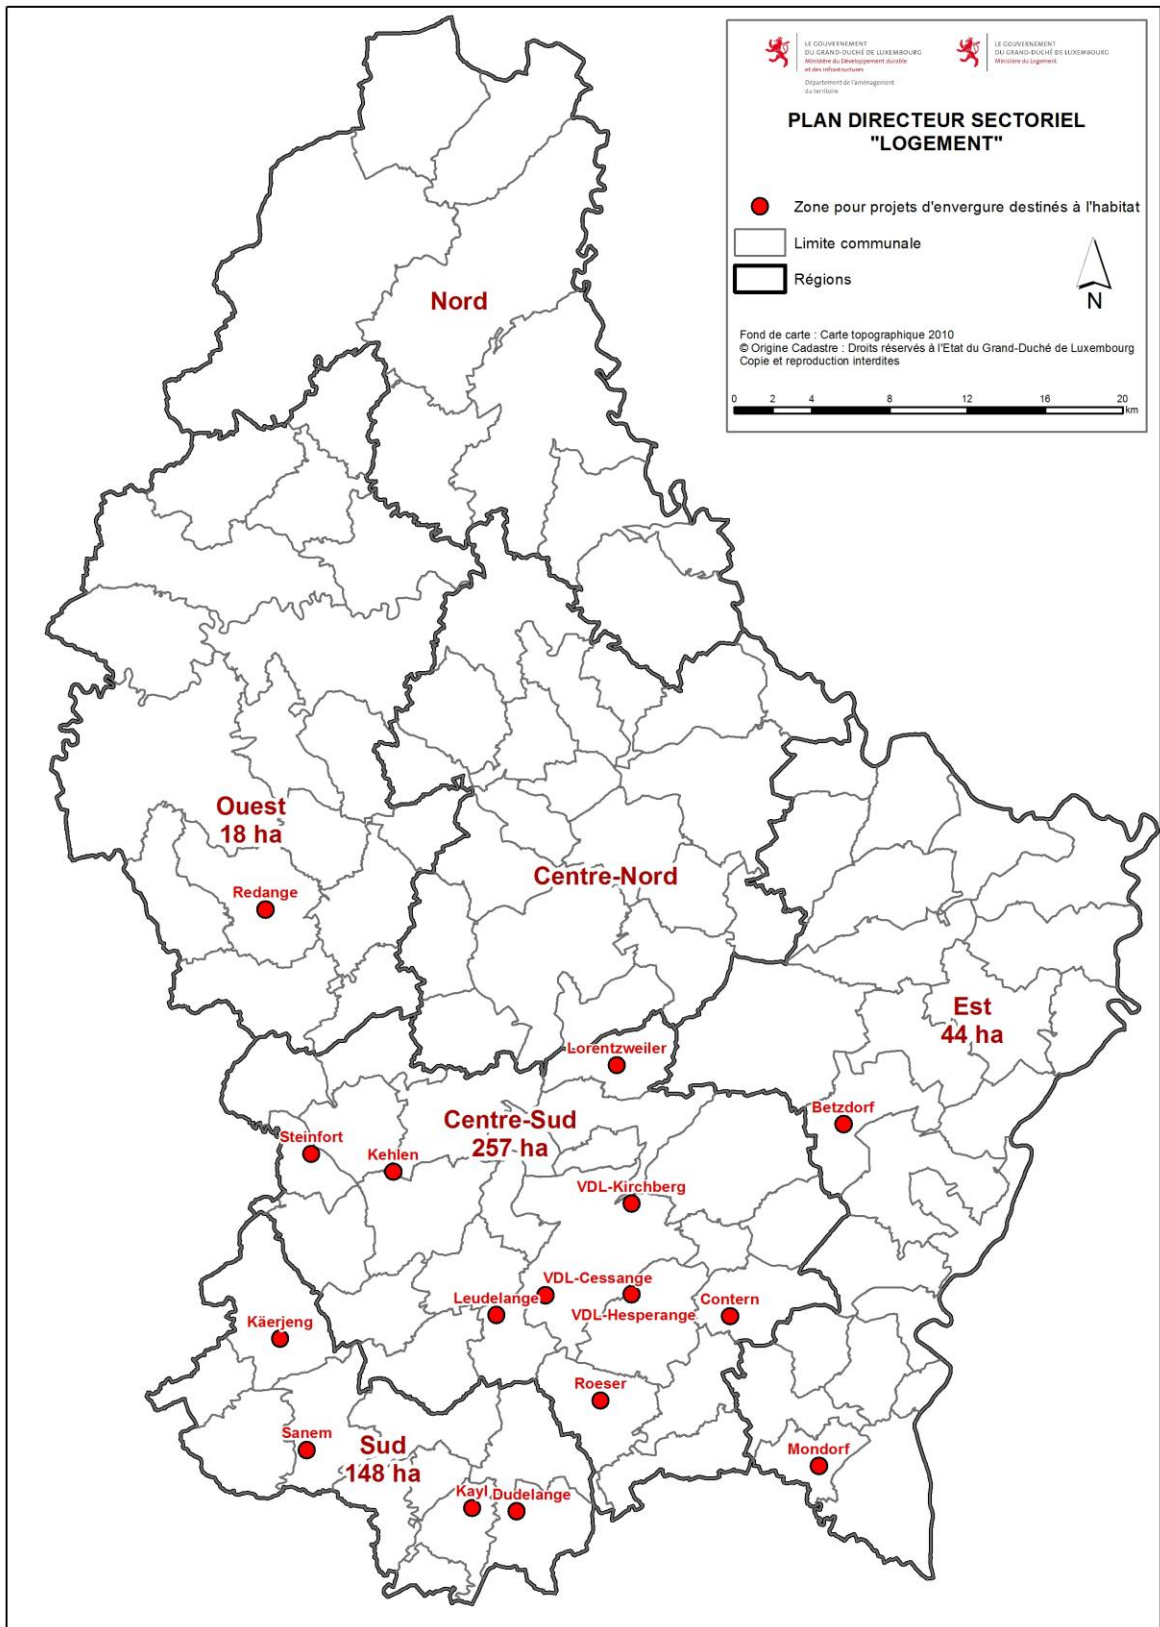 LE GOUVERNEMENT
DU GRAND-DUCHÉ DE LUXEMBOURG
Ministère du Développement durable
et des Infrastructures
Département de l'aménagement
du territoire
LE GOUVERNEMENT
DU GRAND-DUCHÉ DE LUXEMBOURG
Ministère du Logement
PLAN DIRECTEUR SECTORIEL
"LOGEMENT"
Zone pour projets d'envergure destinés à l'habitat
Limite communale
Régions
N
Fond de carte : Carte topographique 2010
© Origine Cadastre : Droits réservés à l'Etat du Grand-Duché de Luxembourg
Copie et reproduction interdites
0 2 4 8 12 16 20
km
Nord
Ouest
18 ha
Redange
Centre-Nord
Est
44 ha
Lorentzweiler
Betzdorf
Centre-Sud
257 ha
Steinfort
Kehlen
VDL-Kirchberg
VDL-Cessange
Leudelange
VDL-Hesperange
Contern
Käerjeng
Roeser
Sanem
Sud
148 ha
Mondorf
Kayl
Dudelange